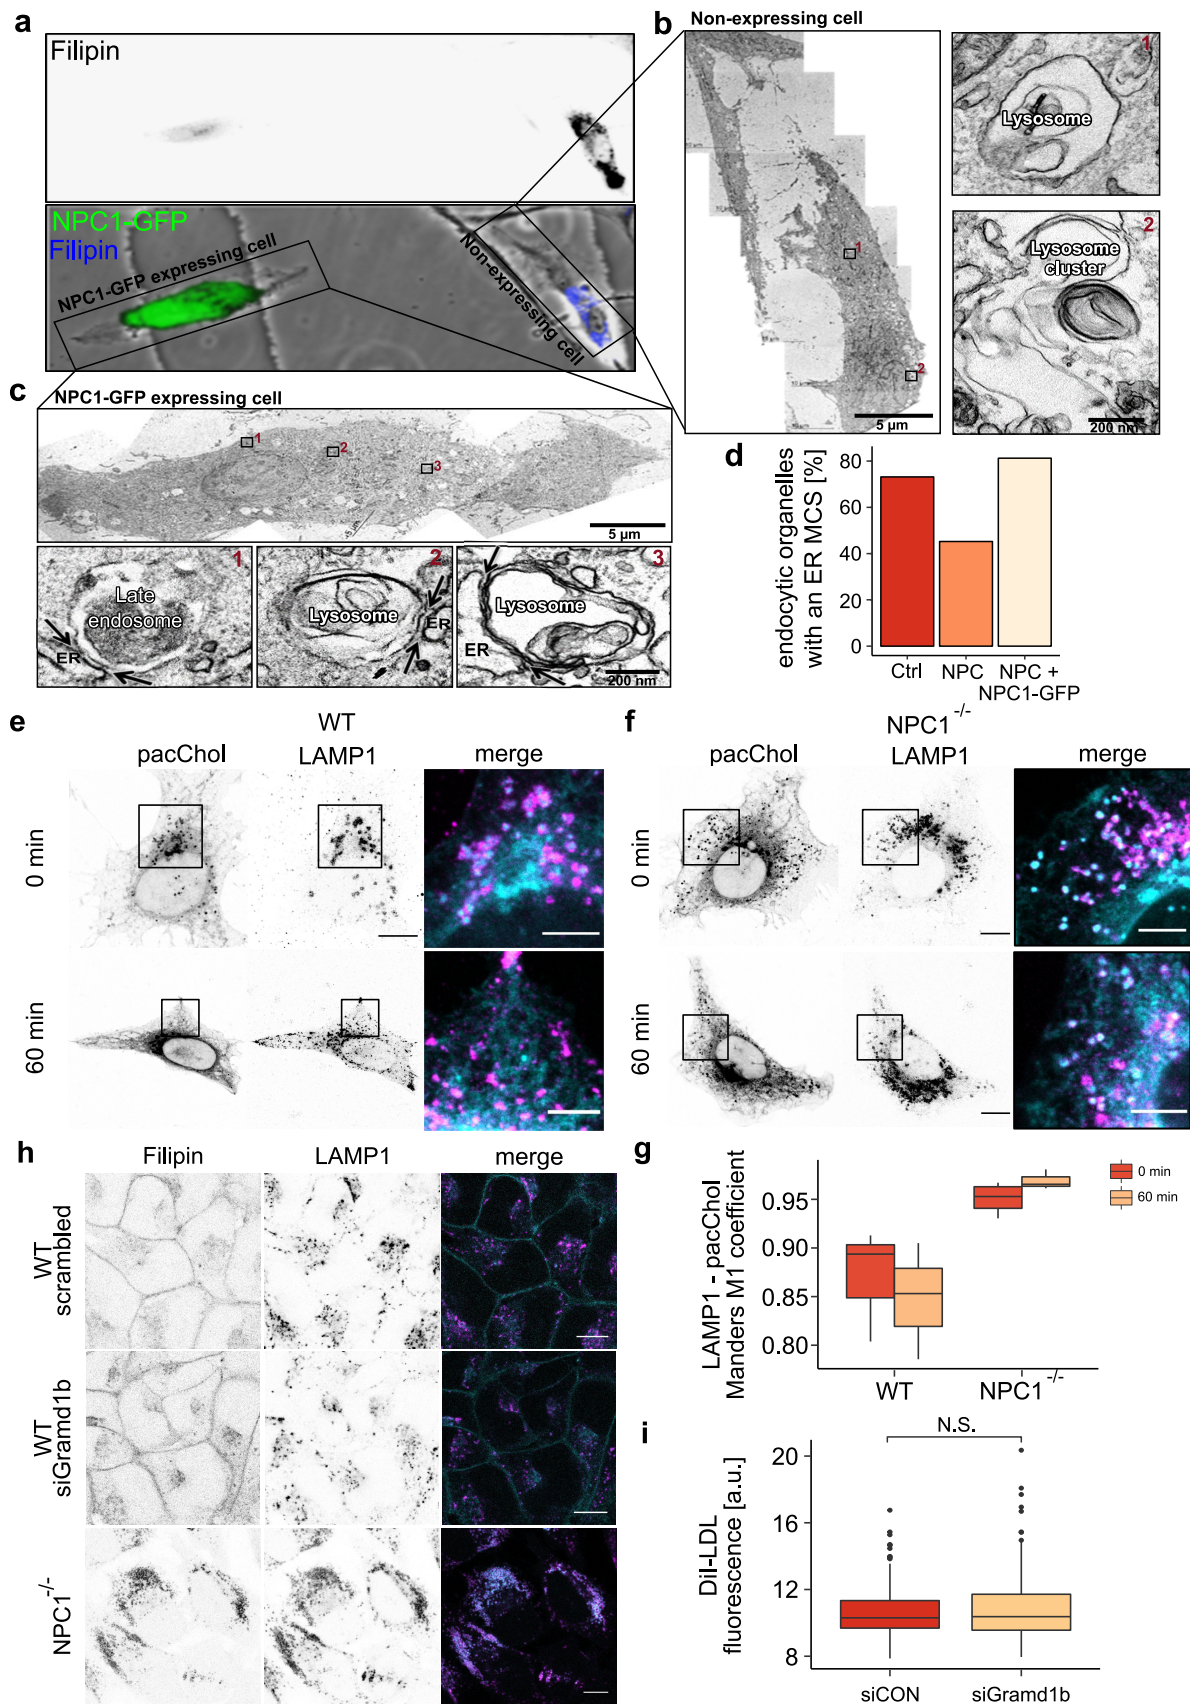 a
Filipin
NPC1-GFP
Filipin
NPC1-GFP expressing cell
Non-expressing cell
b
Non-expressing cell
1
2
5 µm
1
Lysosome
2
Lysosome
cluster
200 nm
c
NPC1-GFP expressing cell
1
2
3
5 µm
1
Late
endosome
ER
2
Lysosome
ER
3
Lysosome
ER
200 nm
d
endocytic organelles
with an ER MCS [%]
80
60
40
20
0
Ctrl
NPC
NPC +
NPC1-GFP
e
WT
pacChol
LAMP1
merge
0 min
60 min
f
NPC1-/-
pacChol
LAMP1
merge
0 min
60 min
g
LAMP1 - pacChol
Manders M1 coefficient
0.95
0.90
0.85
0.80
WT
NPC1-/-
0 min
60 min
h
Filipin
LAMP1
merge
WT
scrambled
WT
siGramd1b
NPC1-/-
i
N.S.
DiI-LDL
fluorescence [a.u.]
20
16
12
8
siCON
siGramd1b